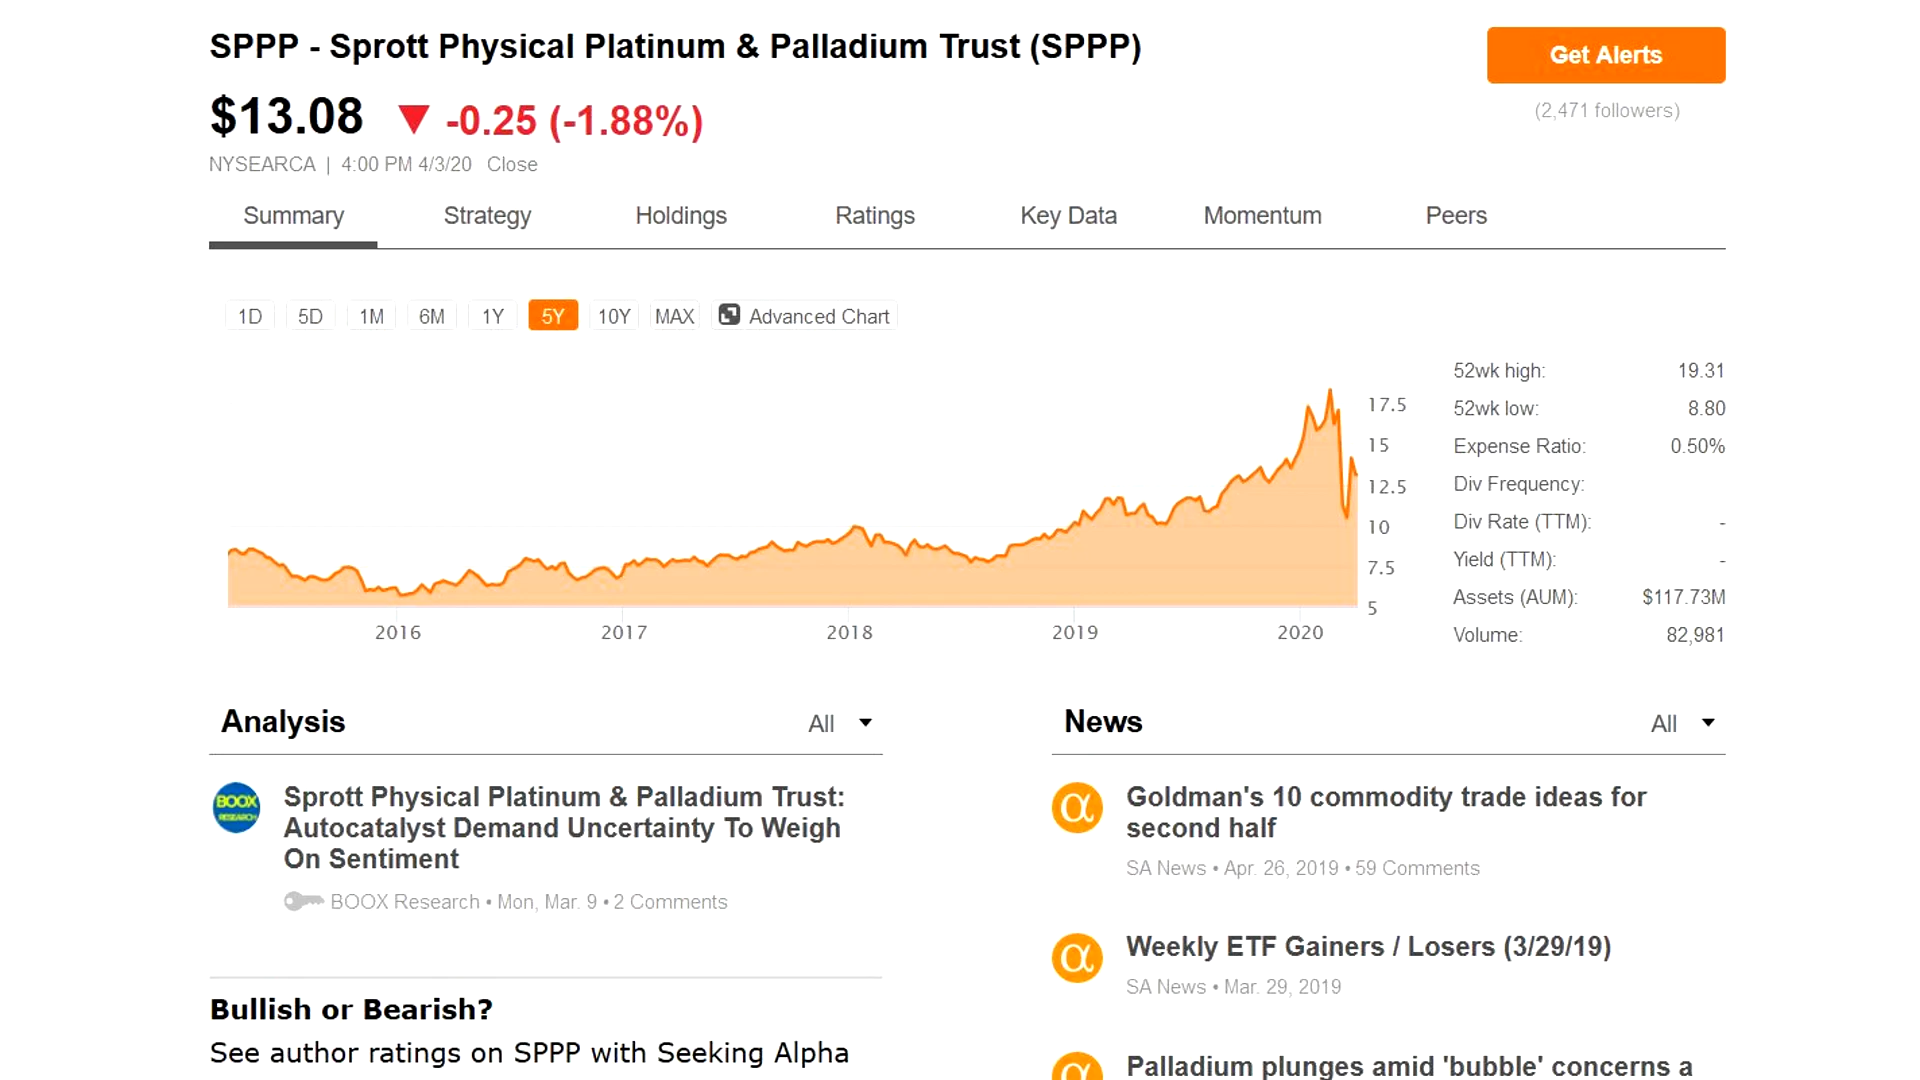 SPPP - Sprott Physical Platinum & Palladium Trust (SPPP)
Get Alerts
$13.08 -0.25 (-1.88%)
(2,471 followers)
NYSEARCA | 4:00 PM 4/3/20 Close
Summary Strategy Holdings Ratings Key Data Momentum Peers
1D 5D 1M 6M 1Y 5Y 10Y MAX Advanced Chart
17.5
15
12.5
10
7.5
5
2016 2017 2018 2019 2020
52wk high: 19.31
52wk low: 8.80
Expense Ratio: 0.50%
Div Frequency:
Div Rate (TTM): -
Yield (TTM): -
Assets (AUM): $117.73M
Volume: 82,981
Analysis All
BOOX
RESEARCH
Sprott Physical Platinum & Palladium Trust:
Autocatalyst Demand Uncertainty To Weigh
On Sentiment
BOOX Research • Mon, Mar. 9 • 2 Comments
Bullish or Bearish?
See author ratings on SPPP with Seeking Alpha
News All
α
Goldman's 10 commodity trade ideas for
second half
SA News • Apr. 26, 2019 • 59 Comments
α
Weekly ETF Gainers / Losers (3/29/19)
SA News • Mar. 29, 2019
α
Palladium plunges amid 'bubble' concerns a